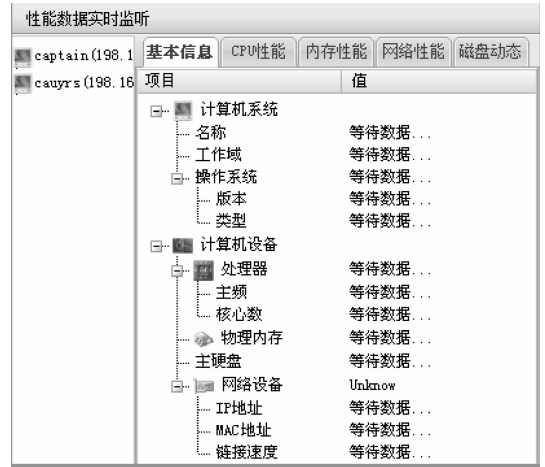 性能数据实时监听
captain(198.1
cauyrs(198.16
基本信息 CPU性能 内存性能 网络性能 磁盘动态
项目 值
计算机系统
名称 等待数据...
工作域 等待数据...
操作系统 等待数据...
版本 等待数据...
类型 等待数据...
计算机设备
处理器 等待数据...
主频 等待数据...
核心数 等待数据...
物理内存 等待数据...
主硬盘 等待数据...
网络设备 Unknow
IP地址 等待数据...
MAC地址 等待数据...
链接速度 等待数据...